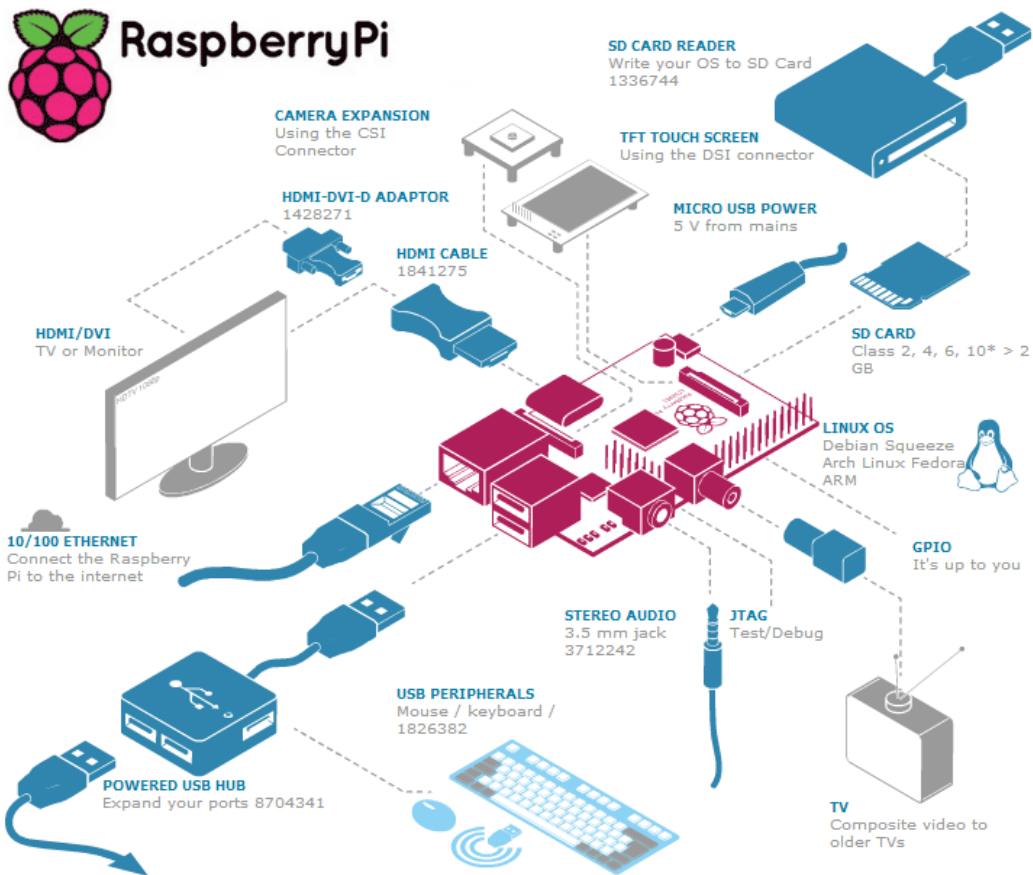 RaspberryPi
SD CARD READER
Write your OS to SD Card
1336744
CAMERA EXPANSION
Using the CSI
Connector
TFT TOUCH SCREEN
Using the DSI connector
HDMI-DVI-D ADAPTOR
1428271
MICRO USB POWER
5 V from mains
HDMI CABLE
1841275
HDMI/DVI
TV or Monitor
HDTV 1080p
SD CARD
Class 2, 4, 6, 10* > 2
GB
Raspberry Pi
LINUX OS
Debian Squeeze
Arch Linux Fedora
ARM
10/100 ETHERNET
Connect the Raspberry
Pi to the internet
GPIO
It's up to you
STEREO AUDIO
3.5 mm jack
3712242
JTAG
Test/Debug
USB PERIPHERALS
Mouse / keyboard /
1826382
POWERED USB HUB
Expand your ports 8704341
TV
Composite video to
older TVs